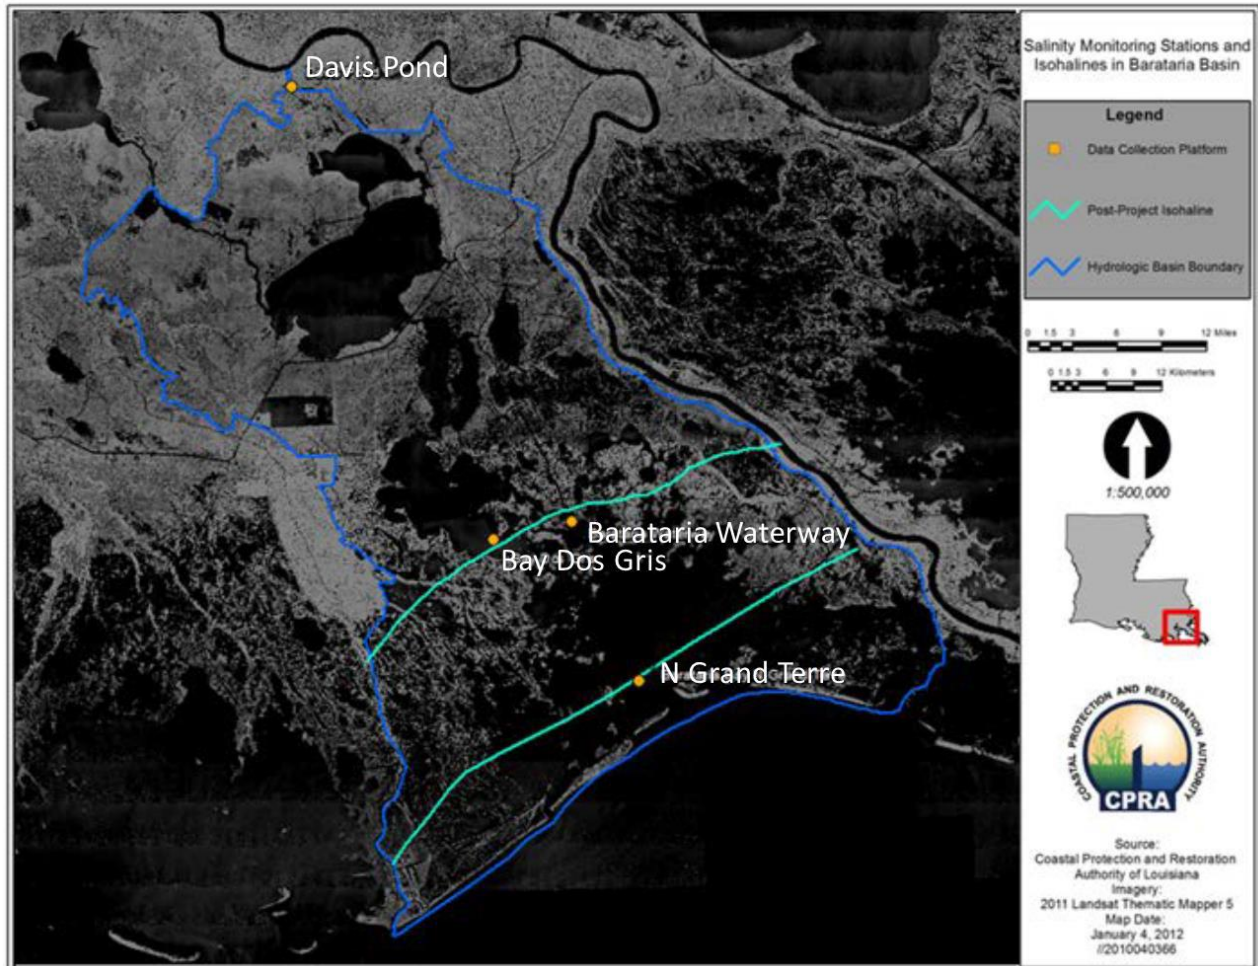 Davis Pond
Barataria Waterway
Bay Dos Gris
N Grand Terre
Salinity Monitoring Stations and
Isohalines in Barataria Basin
Legend
Data Collection Platform
Post-Project Isohaline
Hydrologic Basin Boundary
0 1.5 3 6 9 12 Miles
0 1.5 3 6 9 12 Kilometers
1:500,000
COASTAL PROTECTION AND RESTORATION AUTHORITY
CPRA
Source:
Coastal Protection and Restoration
Authority of Louisiana
Imagery:
2011 Landsat Thematic Mapper 5
Map Date:
January 4, 2012
//2010040366